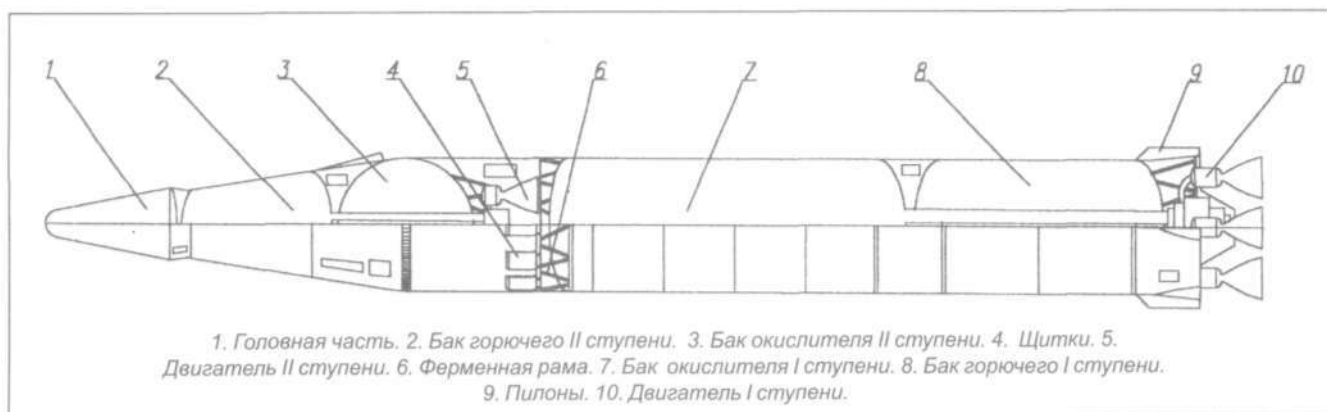 1 2 3 4 5 6 7 8 9 10
1. Головная часть. 2. Бак горючего II ступени. 3. Бак окислителя II ступени. 4. Щитки. 5.
Двигатель II ступени. 6. Ферменная рама. 7. Бак окислителя I ступени. 8. Бак горючего I ступени.
9. Пилоны. 10. Двигатель I ступени.